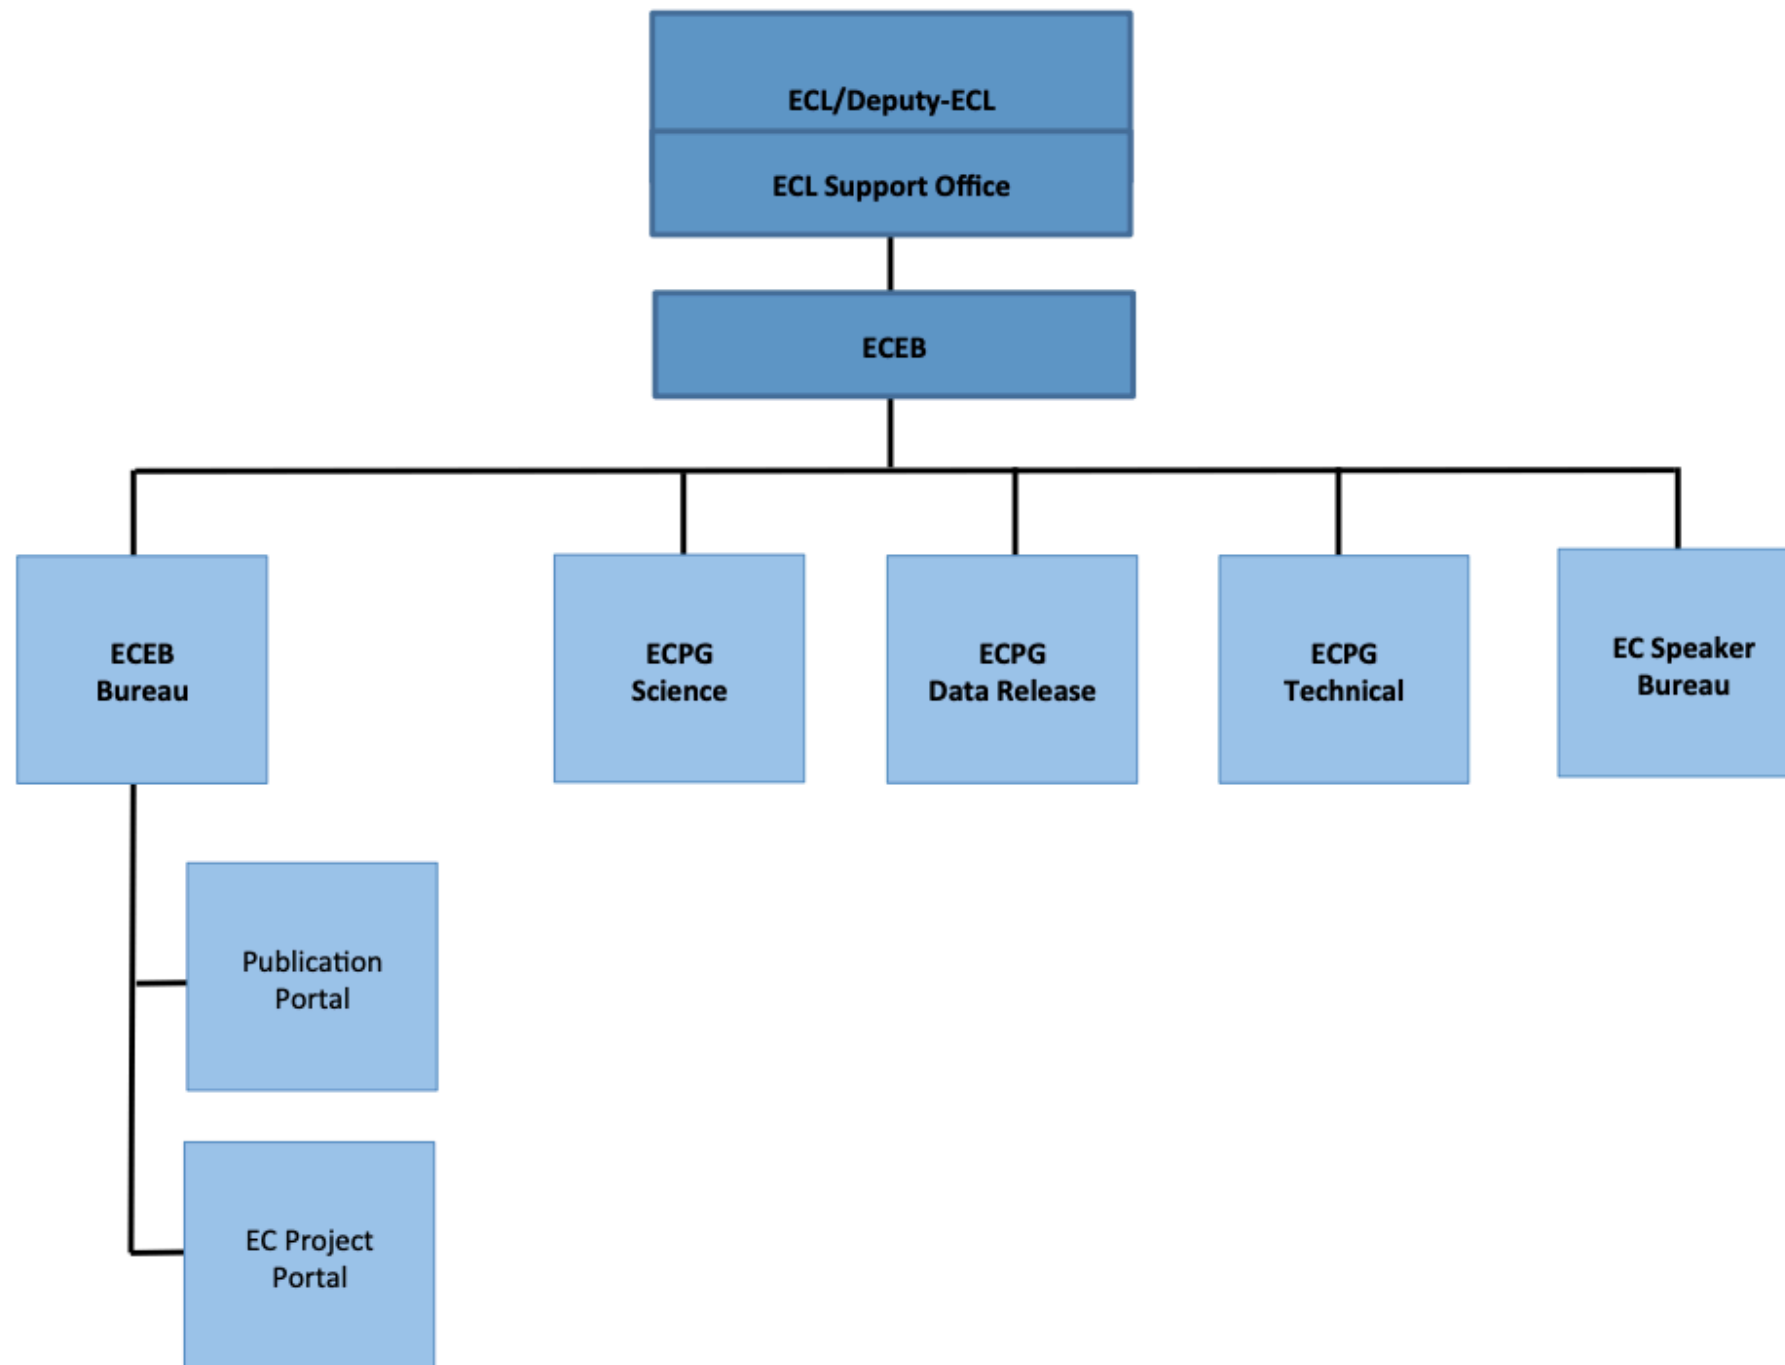 ECL/Deputy-ECL
ECL Support Office
ECEB
ECEB
Bureau
ECPG
Science
ECPG
Data Release
ECPG
Technical
EC Speaker
Bureau
Publication
Portal
EC Project
Portal